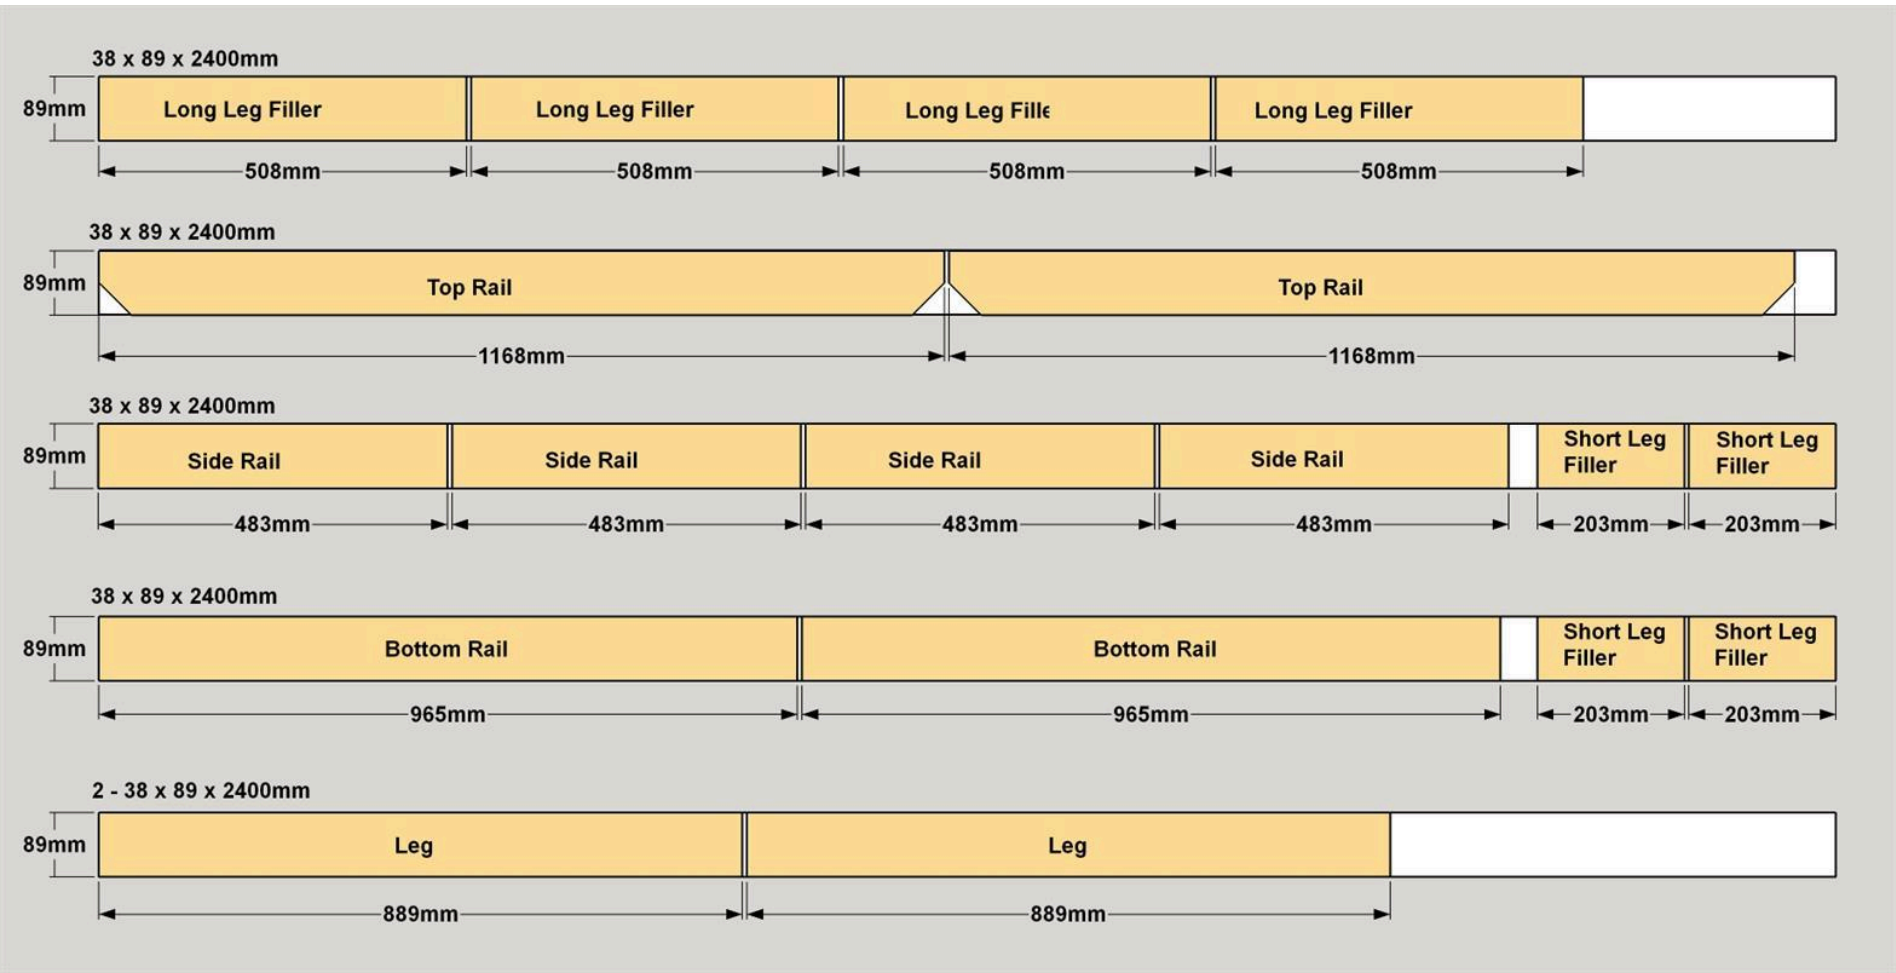 38 x 89 x 2400mm
89mm
Long Leg Filler
Long Leg Filler
Long Leg Fille
Long Leg Filler
508mm
508mm
508mm
508mm
38 x 89 x 2400mm
89mm
Top Rail
Top Rail
1168mm
1168mm
38 x 89 x 2400mm
89mm
Side Rail
Side Rail
Side Rail
Side Rail
Short Leg
Filler
Short Leg
Filler
483mm
483mm
483mm
483mm
203mm
203mm
38 x 89 x 2400mm
89mm
Bottom Rail
Bottom Rail
Short Leg
Filler
Short Leg
Filler
965mm
965mm
203mm
203mm
2 - 38 x 89 x 2400mm
89mm
Leg
Leg
889mm
889mm